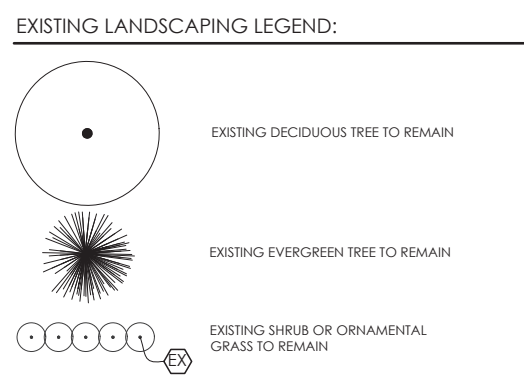 EXISTING LANDSCAPING LEGEND:
EXISTING DECIDUOUS TREE TO REMAIN
EXISTING EVERGREEN TREE TO REMAIN
EXISTING SHRUB OR ORNAMENTAL
GRASS TO REMAIN
EX